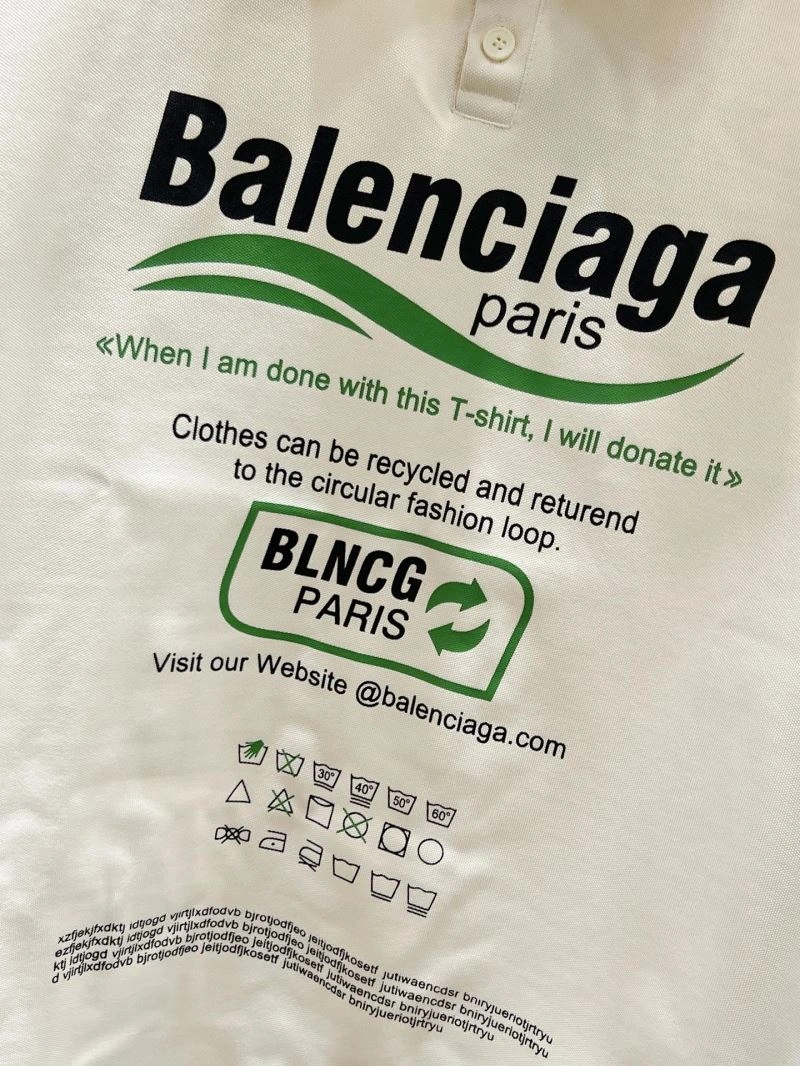 Balenciaga
paris
«When I am done with this T-shirt, I will donate it»
Clothes can be recycled and returend
to the circular fashion loop.
BLNCG
PARIS
Visit our Website @balenciaga.com
30° 40° 50° 60°
xzfjekjfxdktj idtjogd vjirtjlxdfodvb bjrotjodfjeo jeitjodfjkosetf jutiwaencdsr bniryjueriotjrtryu
ezfjekjfxdktj idtjogd vjirtjlxdfodvb bjrotjodfjeo jeitjodfjkosetf jutiwaencdsr bniryjueriotjrtryu
ktj idtjogd vjirtjlxdfodvb bjrotjodfjeo jeitjodfjkosetf jutiwaencdsr bniryjueriotjrtryu
d vjirtjlxdfodvb bjrotjodfjeo jeitjodfjkosetf jutiwaencdsr bniryjueriotjrtryu